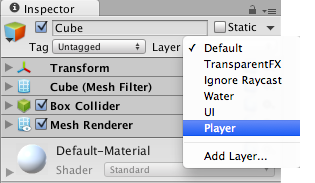 Inspector
Cube
Static
Tag Untagged Layer
Default
TransparentFX
Ignore Raycast
Water
UI
Player
Add Layer...
Transform
Cube (Mesh Filter)
Box Collider
Mesh Renderer
Default-Material
Shader Standard